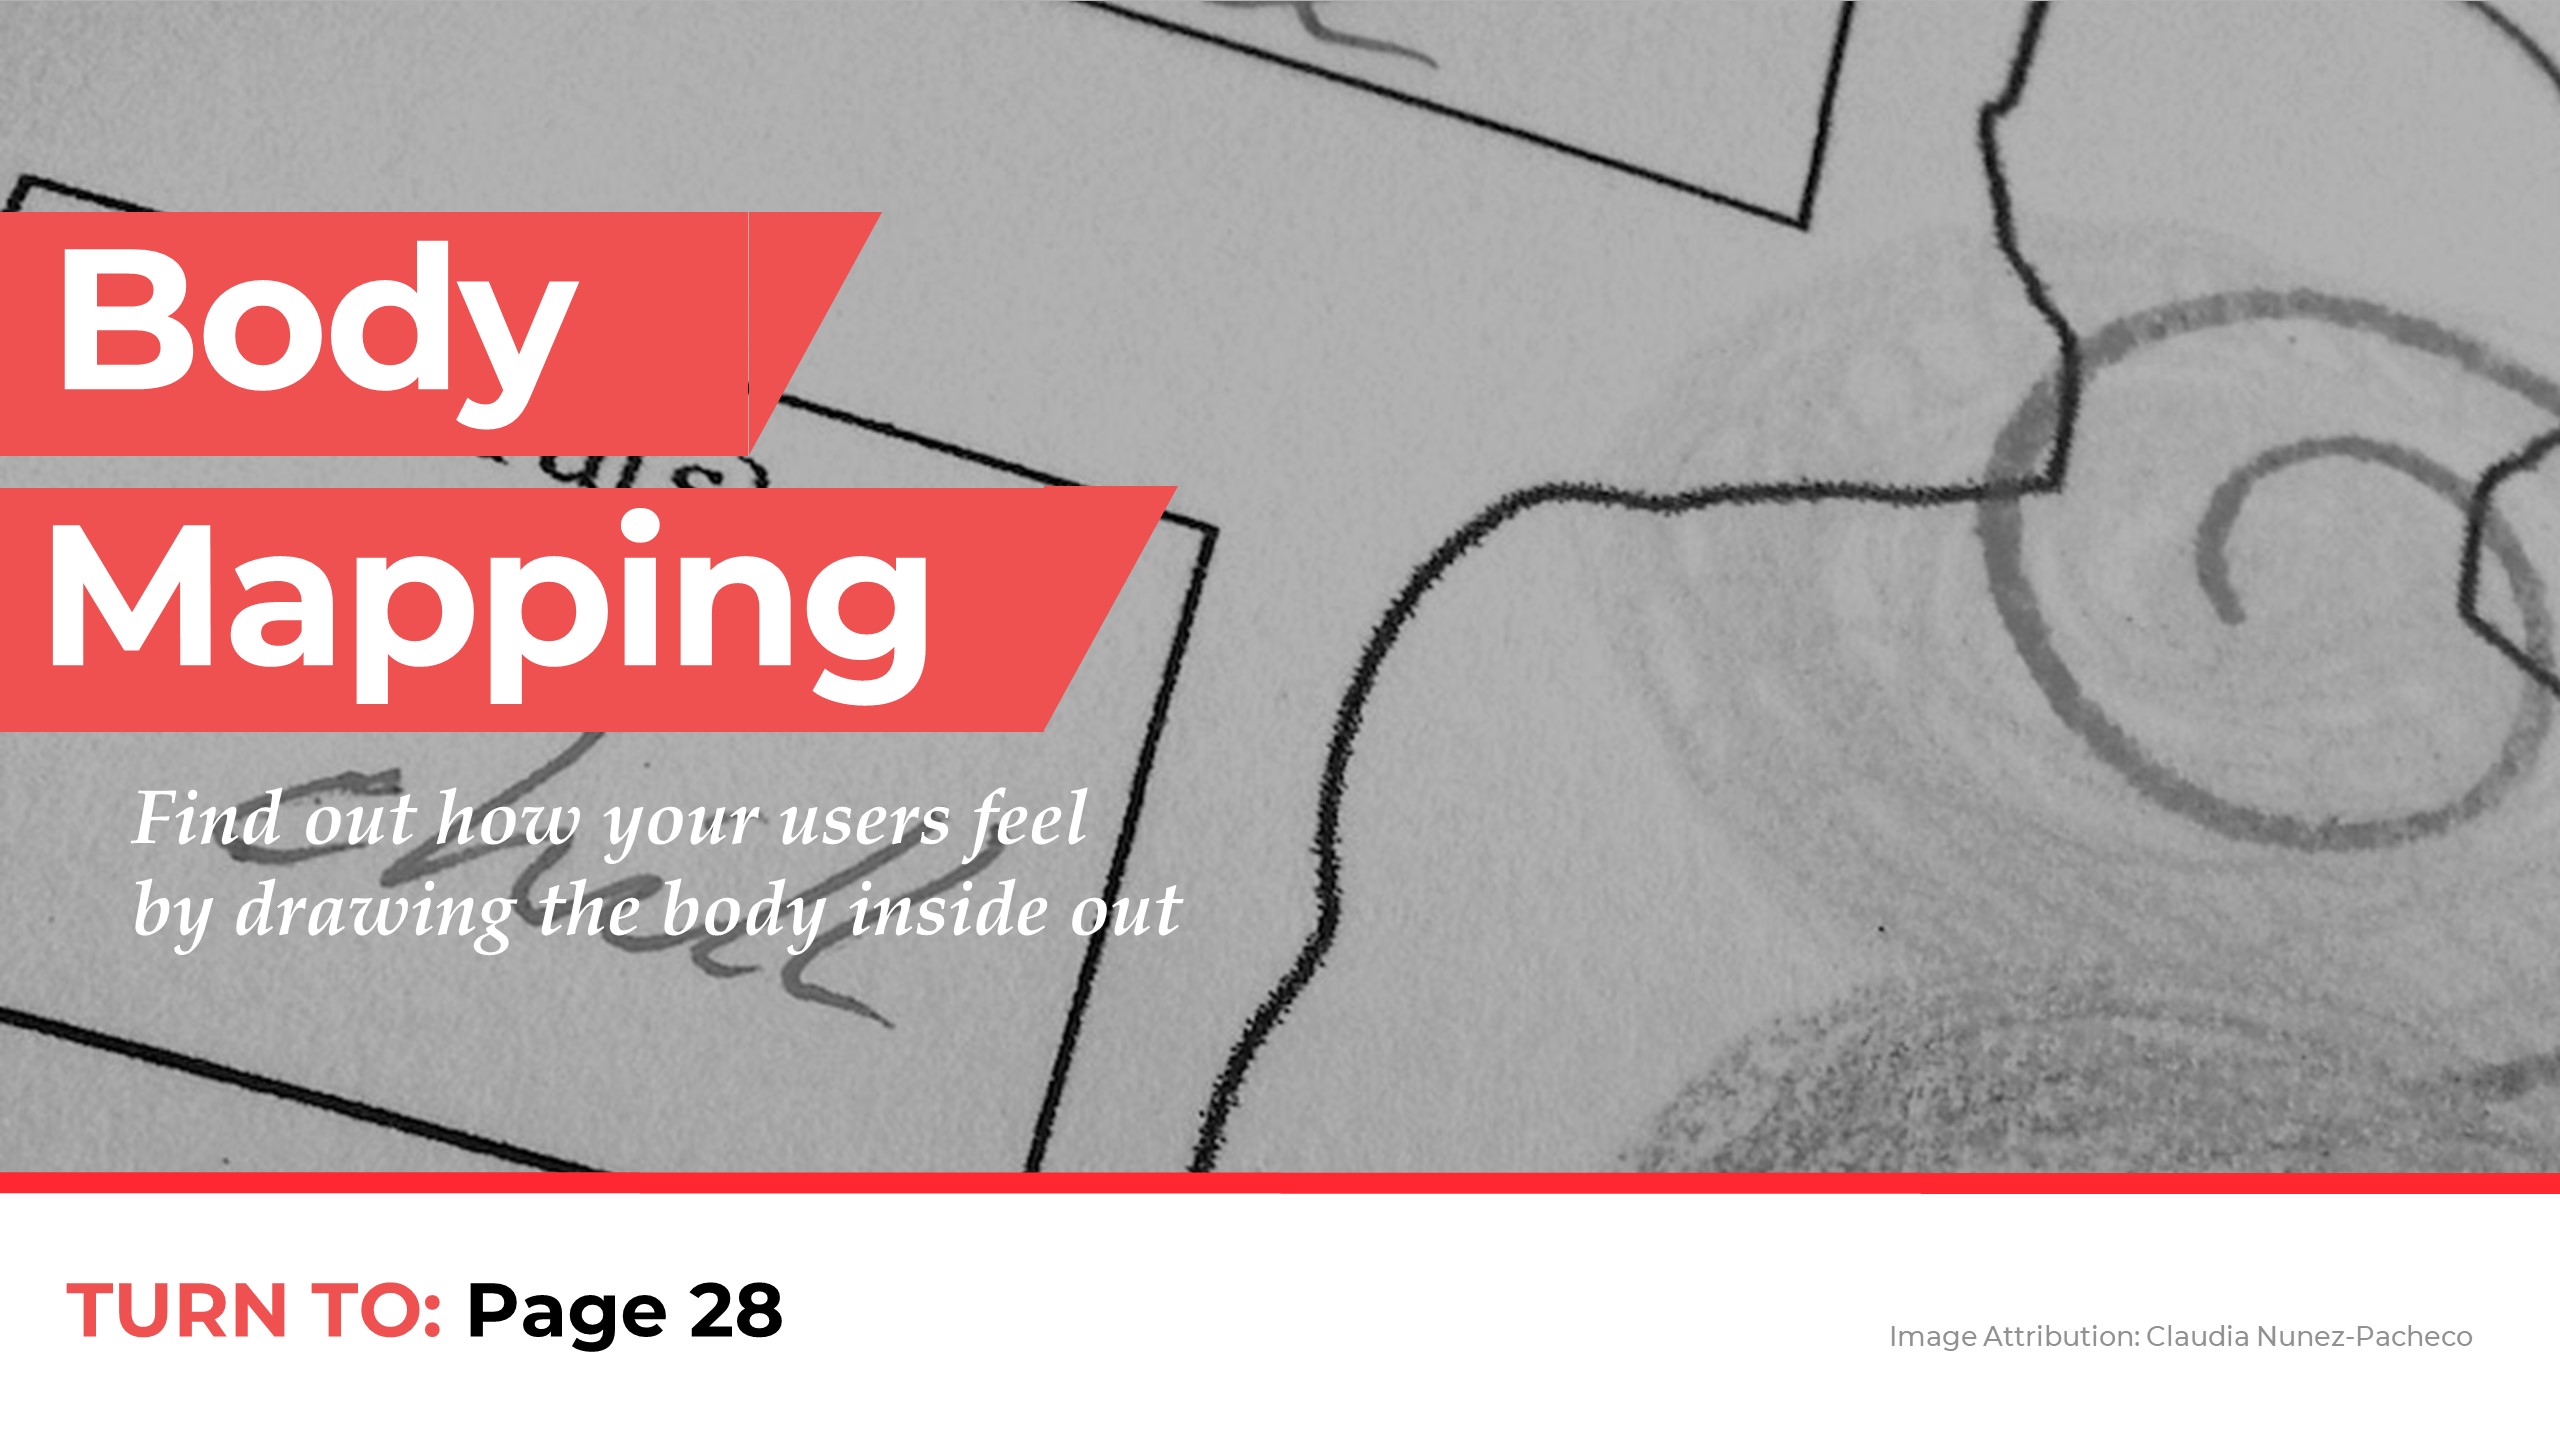 Body
Mapping
Find out how your users feel
by drawing the body inside out
TURN TO: Page 28
Image Attribution: Claudia Nunez-Pacheco